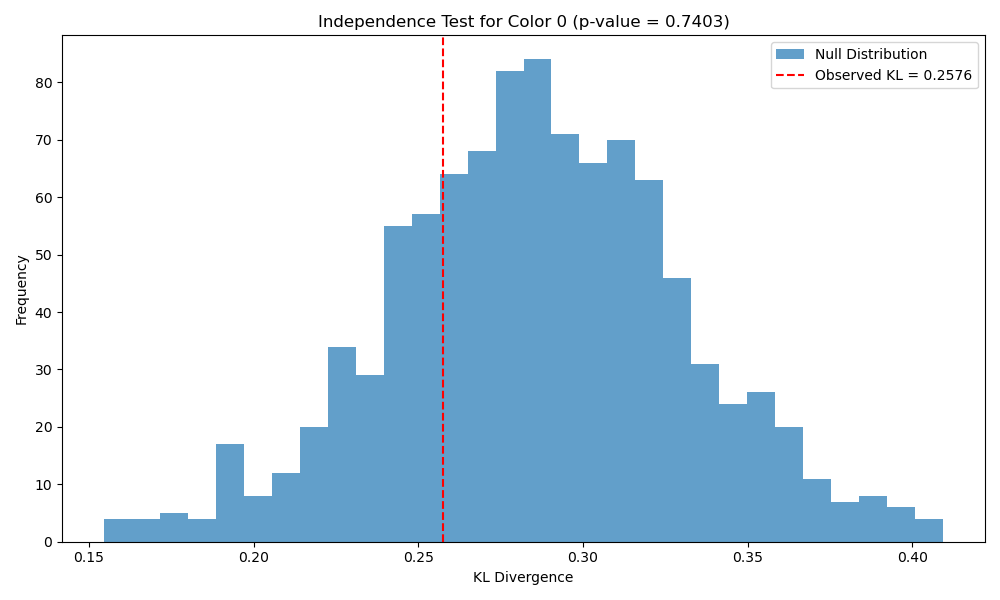 Independence Test for Color 0 (p-value = 0.7403)
Null Distribution
Observed KL = 0.2576
Frequency
80
70
60
50
40
30
20
10
0
0.15 0.20 0.25 0.30 0.35 0.40
KL Divergence